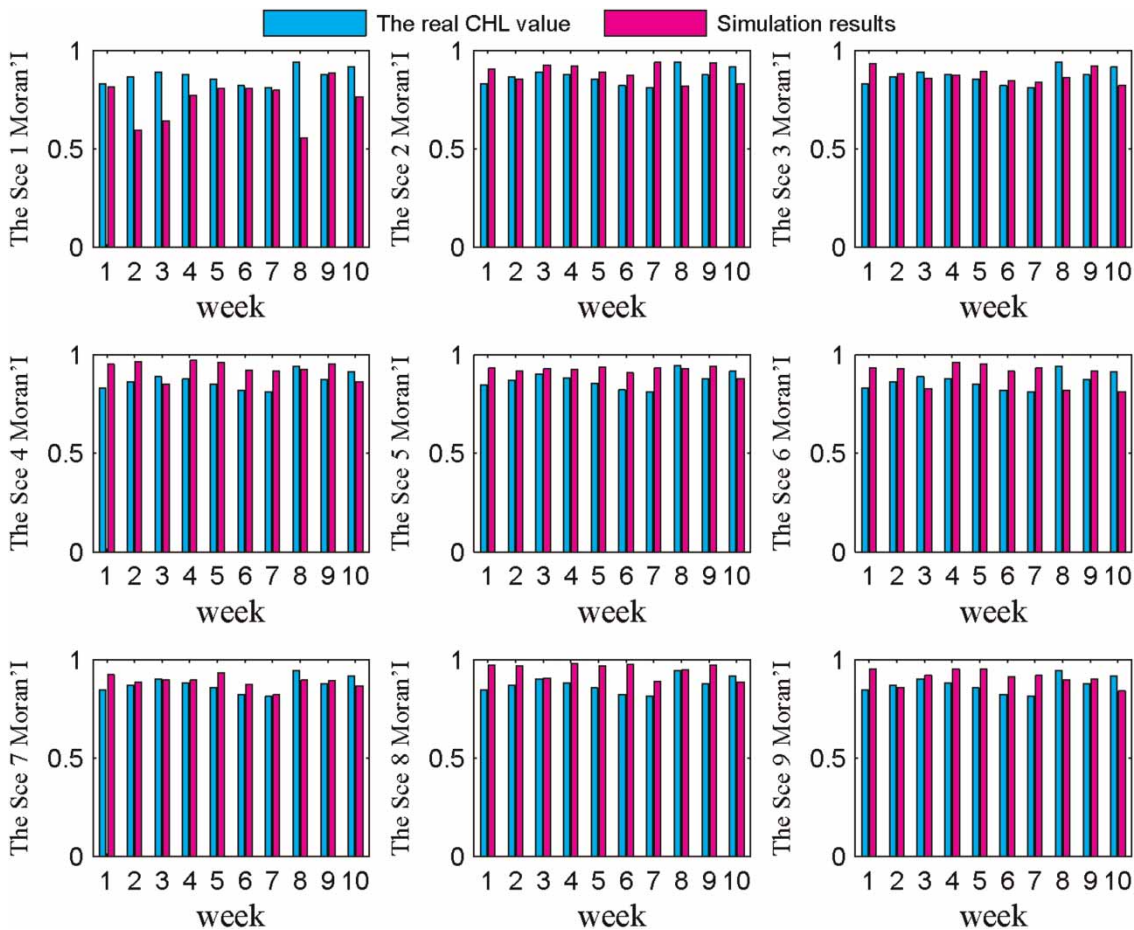 The real CHL value Simulation results
The Sce 1 Moran'I
1
0.5
0
1 2 3 4 5 6 7 8 9 10
week
The Sce 2 Moran'I
1
0.5
0
1 2 3 4 5 6 7 8 9 10
week
The Sce 3 Moran'I
1
0.5
0
1 2 3 4 5 6 7 8 9 10
week
The Sce 4 Moran'I
1
0.5
0
1 2 3 4 5 6 7 8 9 10
week
The Sce 5 Moran'I
1
0.5
0
1 2 3 4 5 6 7 8 9 10
week
The Sce 6 Moran'I
1
0.5
0
1 2 3 4 5 6 7 8 9 10
week
The Sce 7 Moran'I
1
0.5
0
1 2 3 4 5 6 7 8 9 10
week
The Sce 8 Moran'I
1
0.5
0
1 2 3 4 5 6 7 8 9 10
week
The Sce 9 Moran'I
1
0.5
0
1 2 3 4 5 6 7 8 9 10
week